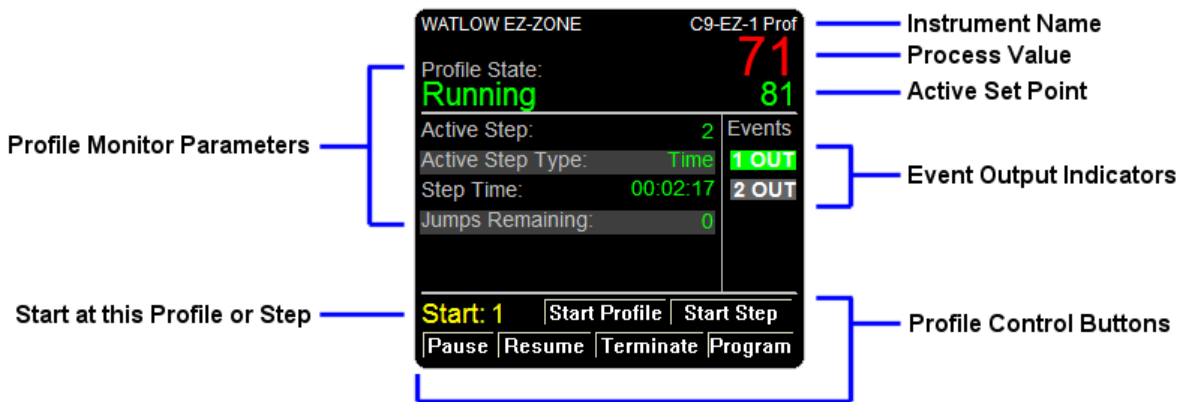 WATLOW EZ-ZONE C9-EZ-1 Prof
Instrument Name
71
Process Value
Profile State:
Running
81
Active Set Point
Profile Monitor Parameters
Active Step: 2
Events
Active Step Type: Time
1 OUT
Step Time: 00:02:17
2 OUT
Event Output Indicators
Jumps Remaining: 0
Start at this Profile or Step
Start: 1 Start Profile Start Step
Pause Resume Terminate Program
Profile Control Buttons